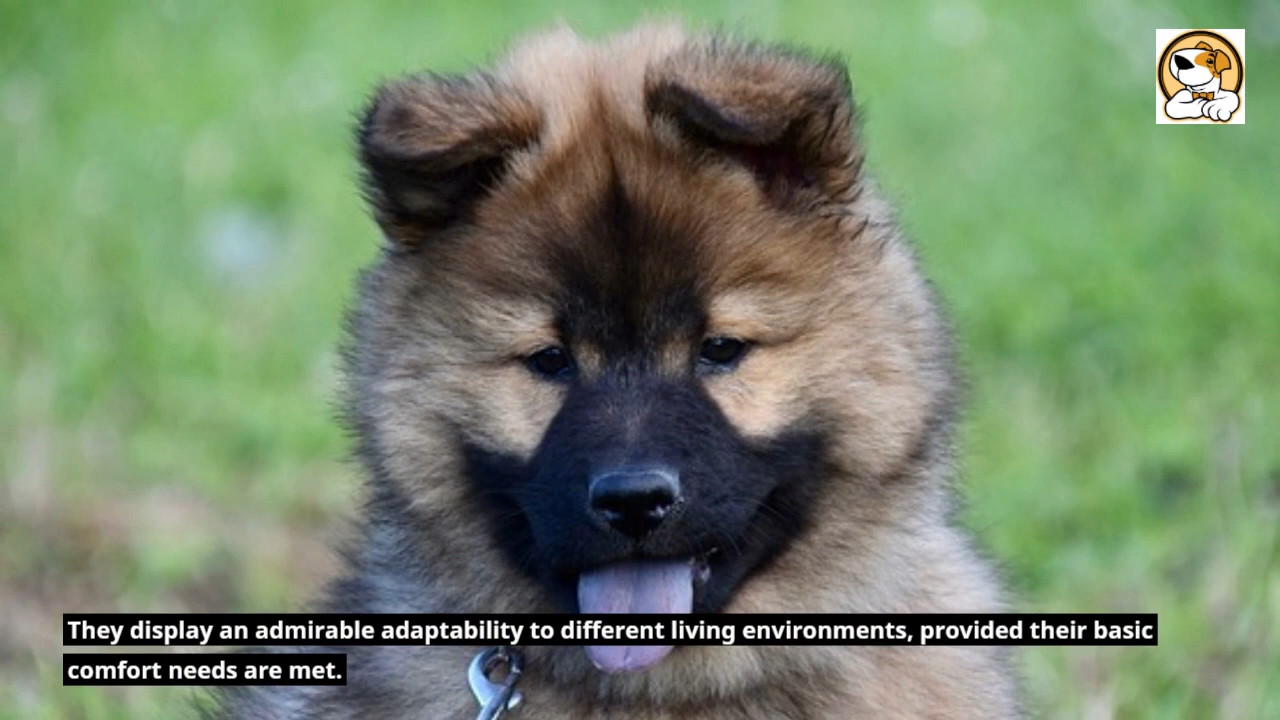 They display an admirable adaptability to different living environments, provided their basic
comfort needs are met.